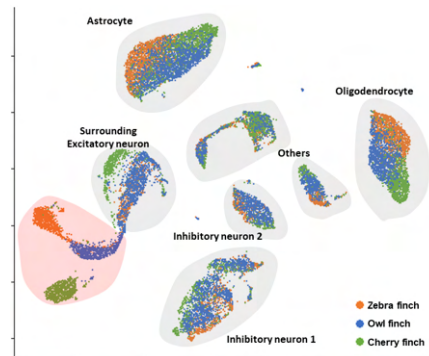 Astrocyte
Oligodendrocyte
Surrounding
Excitatory neuron
Others
Inhibitory neuron 2
Inhibitory neuron 1
Zebra finch
Owl finch
Cherry finch